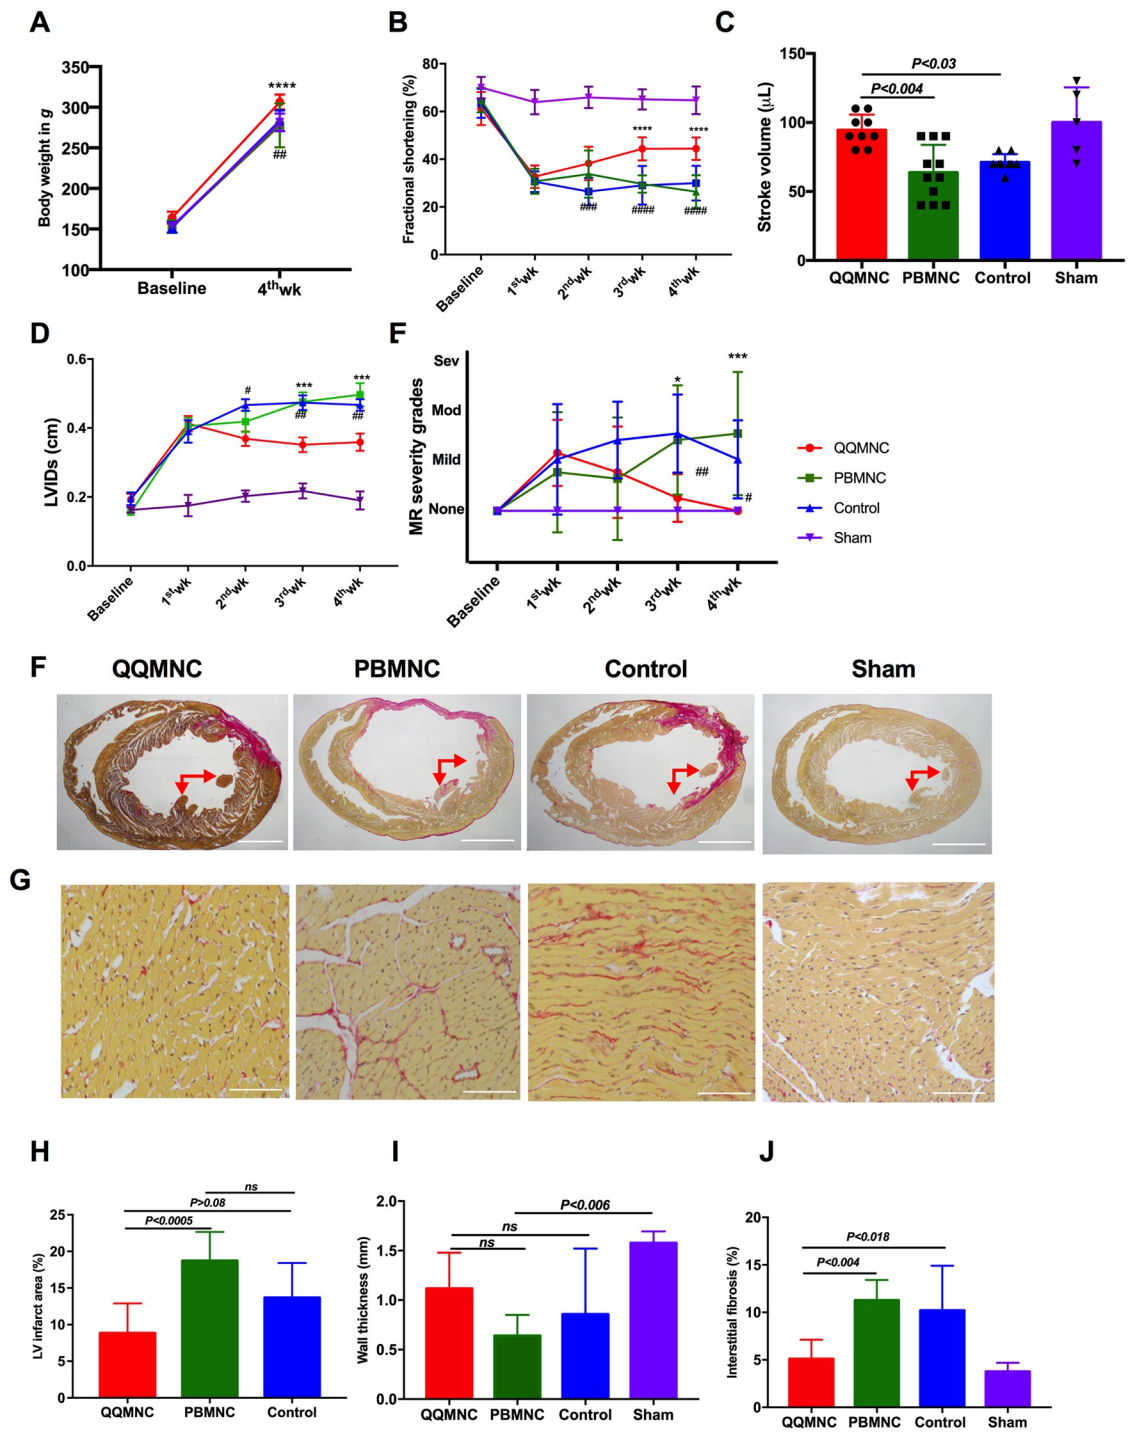 A
Body weight in g
350
300
250
200
150
100
****
##
Baseline
4thwk
B
Fractional shortening (%)
80
60
40
20
0
****
****
###
####
####
Baseline
1stwk
2ndwk
3rdwk
4thwk
C
Stroke volume (µL)
150
100
50
0
P<0.03
P<0.004
QQMNC
PBMNC
Control
Sham
D
LVIDs (cm)
0.6
0.4
0.2
0.0
#
***
##
***
##
Baseline
1stwk
2ndwk
3rdwk
4thwk
E
MR severity grades
Sev
Mod
Mild
None
*
***
##
#
Baseline
1stwk
2ndwk
3rdwk
4thwk
QQMNC
PBMNC
Control
Sham
F
QQMNC
PBMNC
Control
Sham
G
H
LV infarct area (%)
25
20
15
10
5
0
ns
P>0.08
P<0.0005
QQMNC
PBMNC
Control
I
Wall thickness (mm)
2.0
1.5
1.0
0.5
0.0
P<0.006
ns
ns
QQMNC
PBMNC
Control
Sham
J
Interstitial fibrosis (%)
20
15
10
5
0
P<0.018
P<0.004
QQMNC
PBMNC
Control
Sham